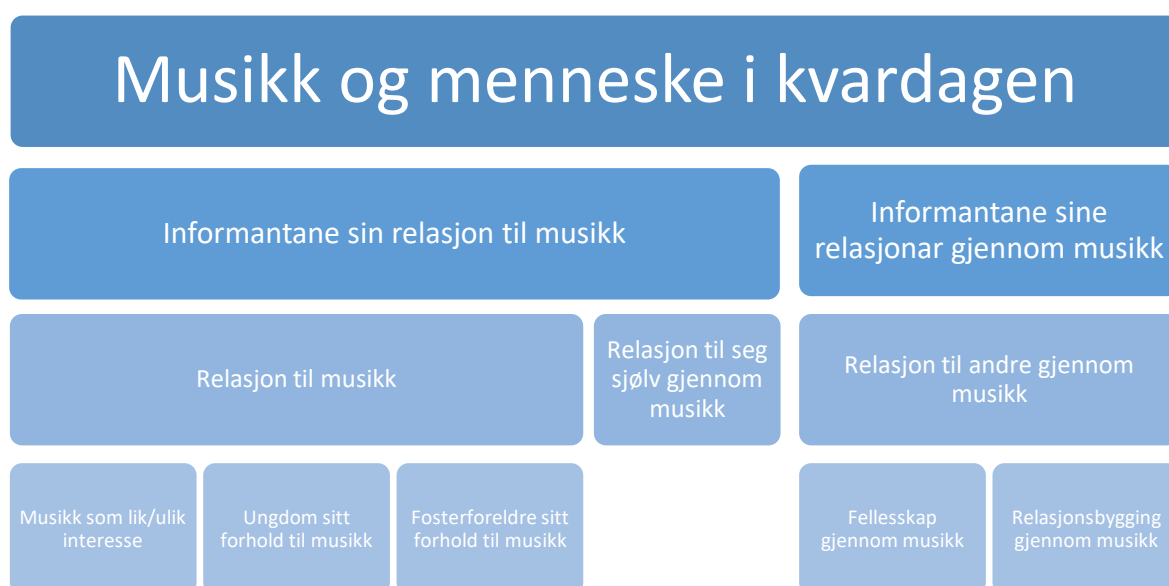 Musikk og menneske i kvardagen
Informantane sin relasjon til musikk
Informantane sine
relasjonar gjennom musikk
Relasjon til musikk
Relasjon til seg
sjølv gjennom
musikk
Relasjon til andre gjennom
musikk
Musikk som lik/ulik
interesse
Ungdom sitt
forhold til musikk
Fosterforeldre sitt
forhold til musikk
Fellesskap
gjennom musikk
Relasjonsbygging
gjennom musikk